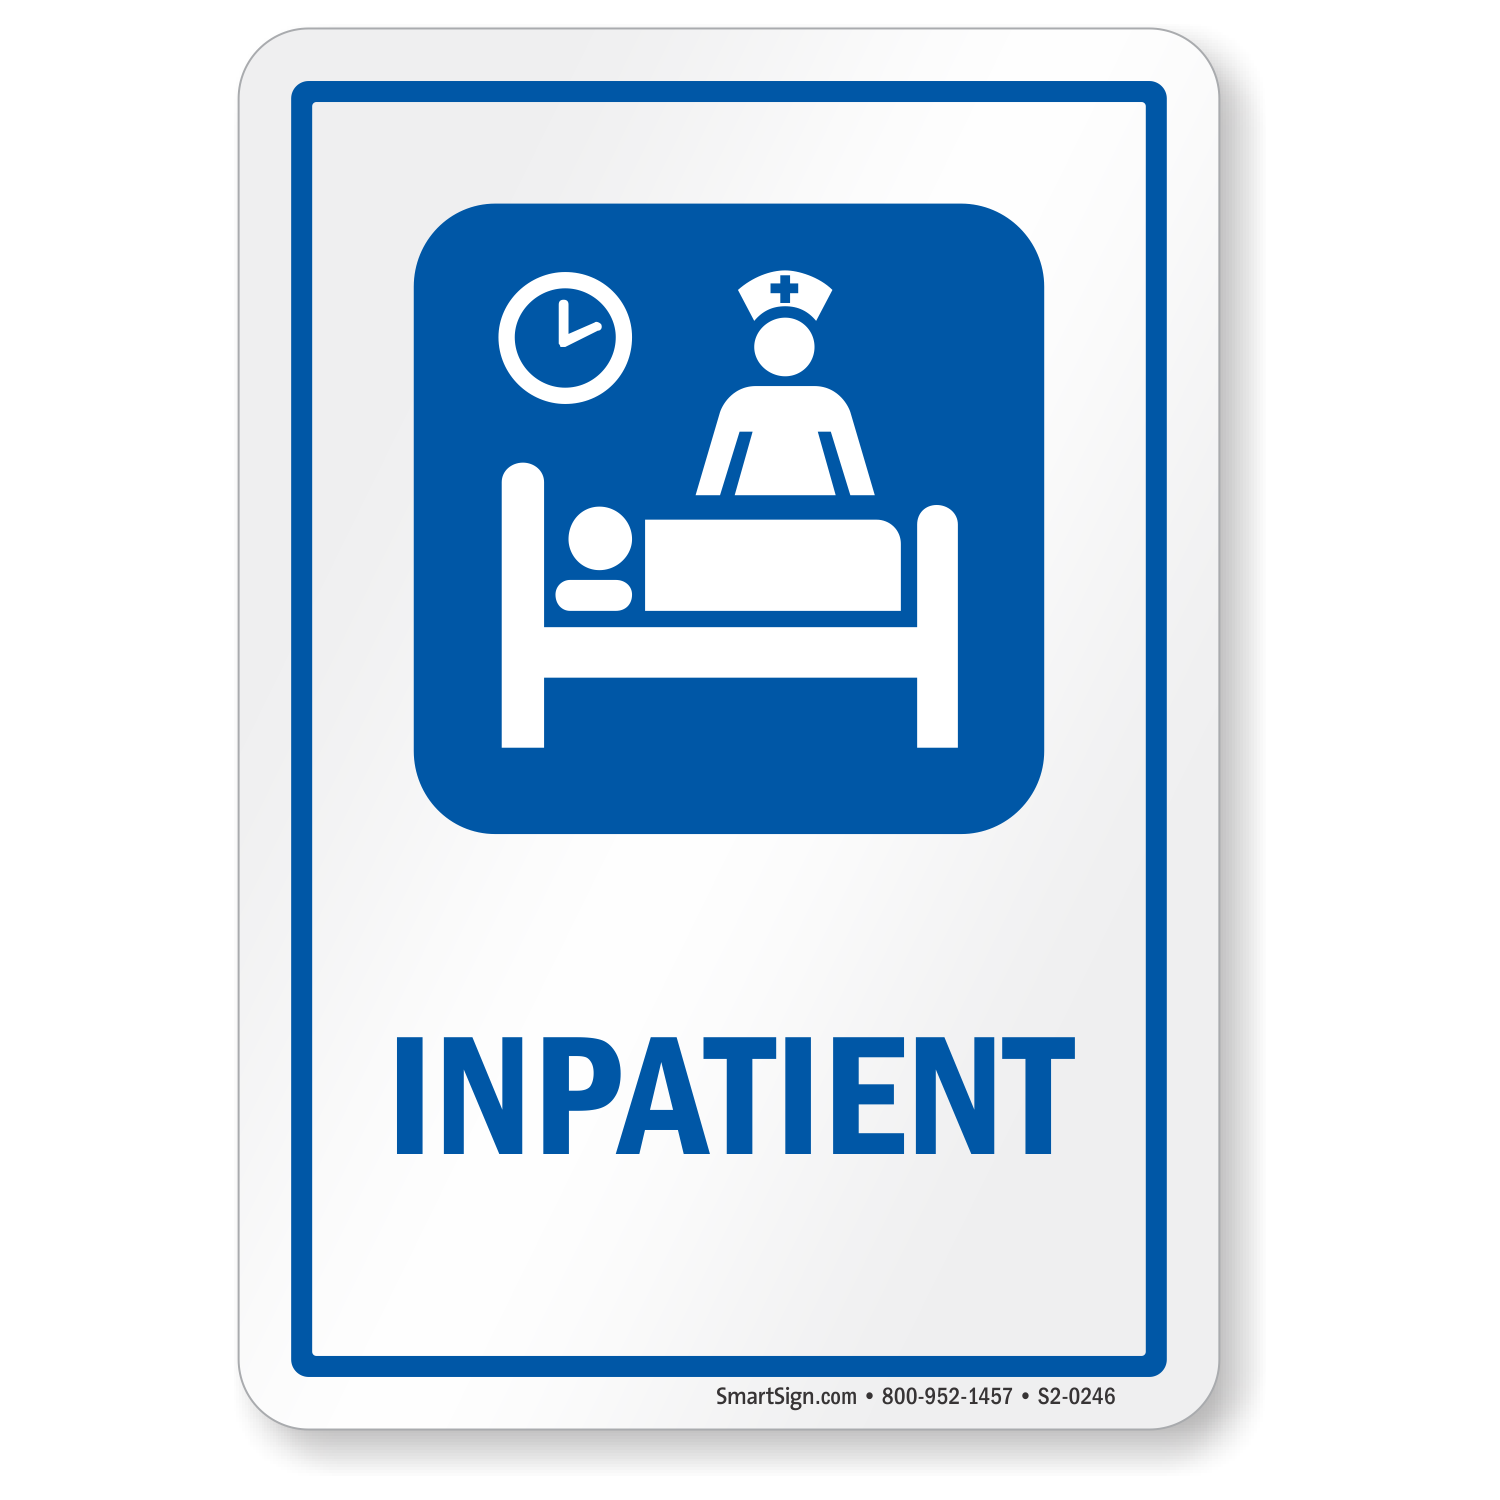 INPATIENT
SmartSign.com • 800-952-1457 • S2-0246